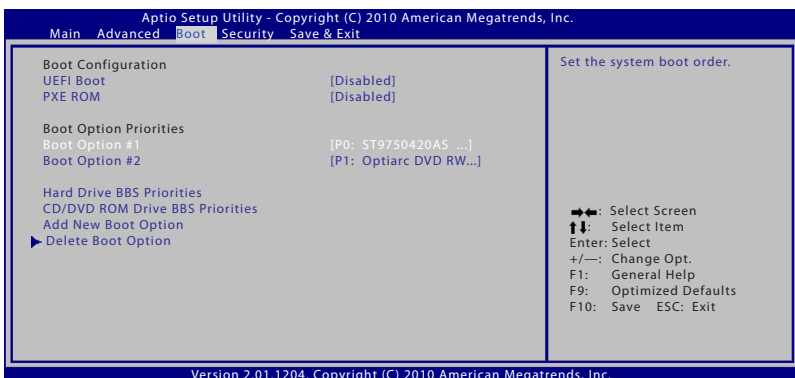 Aptio Setup Utility - Copyright (C) 2010 American Megatrends, Inc.
Main Advanced Boot Security Save & Exit
Boot Configuration
UEFI Boot [Disabled]
PXE ROM [Disabled]
Boot Option Priorities
Boot Option #1 [P0: ST9750420AS ...]
Boot Option #2 [P1: Optiarc DVD RW...]
Hard Drive BBS Priorities
CD/DVD ROM Drive BBS Priorities
Add New Boot Option
Delete Boot Option
Set the system boot order.
→←: Select Screen
↑↓: Select Item
Enter: Select
+/—: Change Opt.
F1: General Help
F9: Optimized Defaults
F10: Save ESC: Exit
Version 2.01.1204. Copyright (C) 2010 American Megatrends, Inc.